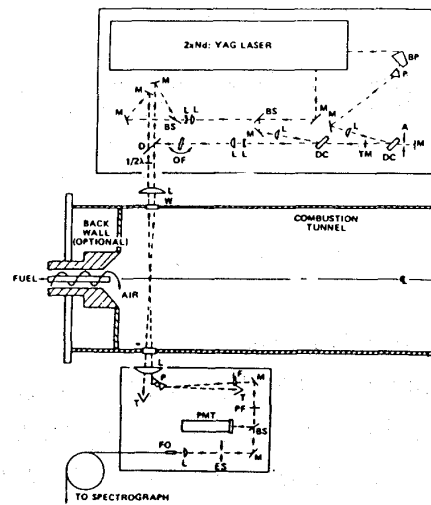 2xNd: YAG LASER
BP
P
M
M
M
L L
BS
BS
M
M
L
L
A
D
OF
L L
DC
TM
DC
M
1/2λ
L
W
BACK
WALL
(OPTIONAL)
COMBUSTION
TUNNEL
FUEL
AIR
L
P
F
M
T
T
PF
PMT
BS
FO
L
ES
M
TO SPECTROGRAPH